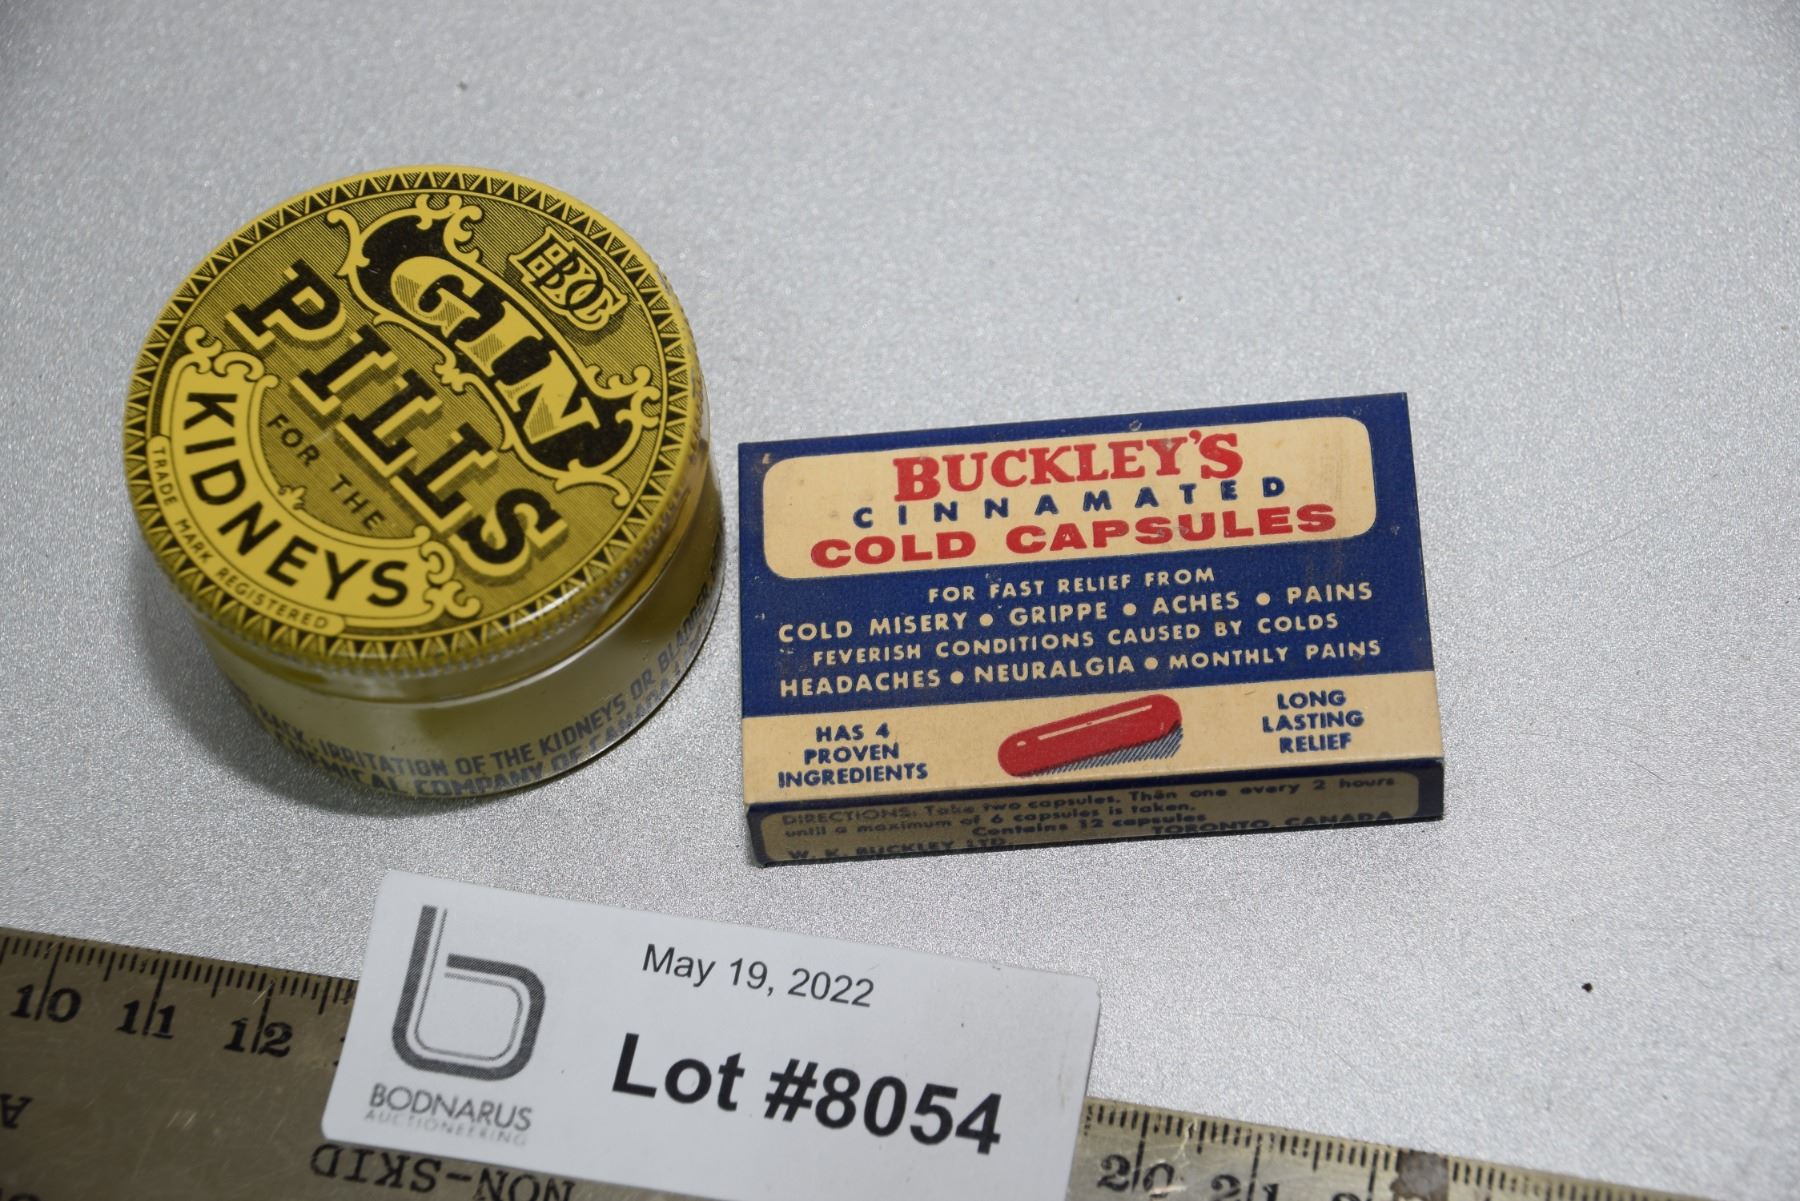 GIN
PILLS
FOR THE
KIDNEYS
TRADE MARK REGISTERED
BACK, IRRITATION OF THE KIDNEYS OR BLADDER
CHEMICAL COMPANY OF CANADA
BUCKLEY'S
CINNAMATED
COLD CAPSULES
FOR FAST RELIEF FROM
COLD MISERY • GRIPPE • ACHES • PAINS
FEVERISH CONDITIONS CAUSED BY COLDS
HEADACHES • NEURALGIA • MONTHLY PAINS
HAS 4
PROVEN
INGREDIENTS
LONG
LASTING
RELIEF
DIRECTIONS: Take two capsules. Then one every 2 hours
until a maximum of 6 capsules is taken.
Contains 12 capsules
W. K. BUCKLEY LTD. TORONTO, CANADA
May 19, 2022
Lot #8054
b
BODNARUS
AUCTIONEERING
10 11 12
20 21
NON-SKID